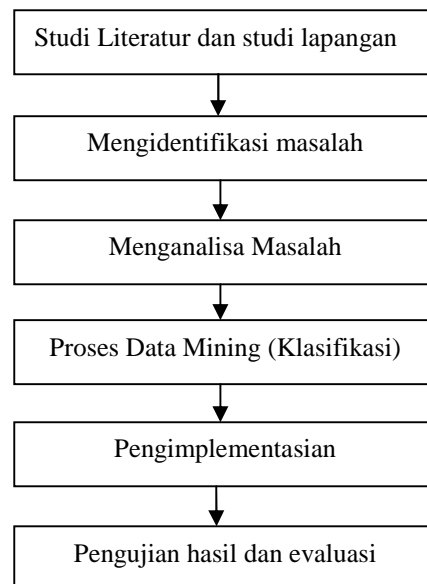 Studi Literatur dan studi lapangan
Mengidentifikasi masalah
Menganalisa Masalah
Proses Data Mining (Klasifikasi)
Pengimplementasian
Pengujian hasil dan evaluasi